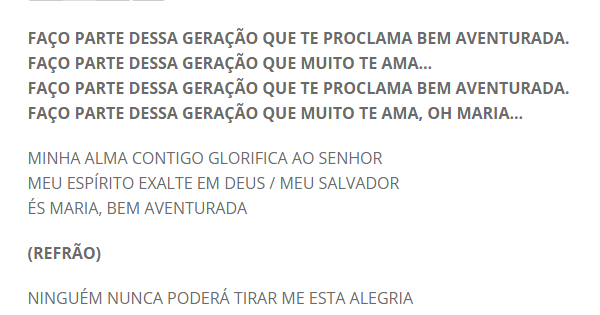 FAÇO PARTE DESSA GERAÇÃO QUE TE PROCLAMA BEM AVENTURADA.
FAÇO PARTE DESSA GERAÇÃO QUE MUITO TE AMA...
FAÇO PARTE DESSA GERAÇÃO QUE TE PROCLAMA BEM AVENTURADA.
FAÇO PARTE DESSA GERAÇÃO QUE MUITO TE AMA, OH MARIA...
MINHA ALMA CONTIGO GLORIFICA AO SENHOR
MEU ESPÍRITO EXALTE EM DEUS / MEU SALVADOR
ÉS MARIA, BEM AVENTURADA
(REFRÃO)
NINGUÉM NUNCA PODERÁ TIRAR ME ESTA ALEGRIA